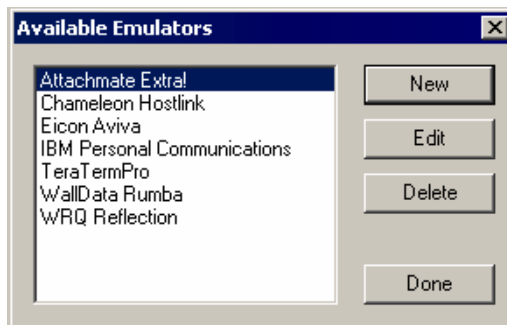 Available Emulators
Attachmate Extra!
Chameleon Hostlink
Eicon Aviva
IBM Personal Communications
TeraTermPro
WallData Rumba
WRQ Reflection
New
Edit
Delete
Done